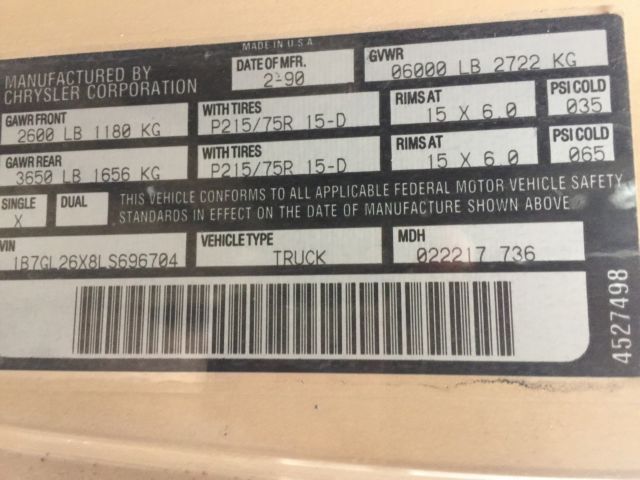 MADE IN U.S.A.
MANUFACTURED BY
CHRYSLER CORPORATION
DATE OF MFR.
2-90
GVWR
06000 LB 2722 KG
GAWR FRONT
2600 LB 1180 KG
WITH TIRES
P215/75R 15-D
RIMS AT
15 X 6.0
PSI COLD
035
GAWR REAR
3650 LB 1656 KG
WITH TIRES
P215/75R 15-D
RIMS AT
15 X 6.0
PSI COLD
065
SINGLE
X
DUAL
THIS VEHICLE CONFORMS TO ALL APPLICABLE FEDERAL MOTOR VEHICLE SAFETY
STANDARDS IN EFFECT ON THE DATE OF MANUFACTURE SHOWN ABOVE
VIN
1B7GL26X8LS696704
VEHICLE TYPE
TRUCK
MDH
022217 736
4527498